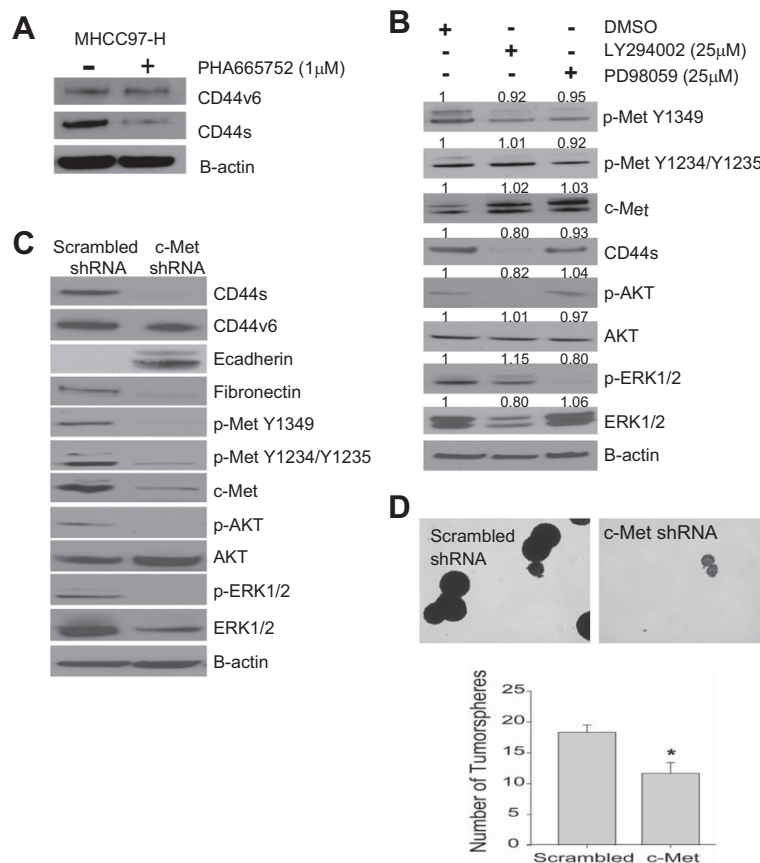 A
MHCC97-H
- + PHA665752 (1μM)
CD44v6
CD44s
B-actin
B
+ - - DMSO
- + - LY294002 (25μM)
- - + PD98059 (25μM)
1 0.92 0.95
p-Met Y1349
1 1.01 0.92
p-Met Y1234/Y1235
1 1.02 1.03
c-Met
1 0.80 0.93
CD44s
1 0.82 1.04
p-AKT
1 1.01 0.97
AKT
1 1.15 0.80
p-ERK1/2
1 0.80 1.06
ERK1/2
B-actin
C
Scrambled c-Met
shRNA shRNA
CD44s
CD44v6
Ecadherin
Fibronectin
p-Met Y1349
p-Met Y1234/Y1235
c-Met
p-AKT
AKT
p-ERK1/2
ERK1/2
B-actin
D
Scrambled
shRNA
c-Met shRNA
Number of Tumorspheres
25
20
15
10
5
0
*
Scrambled c-Met